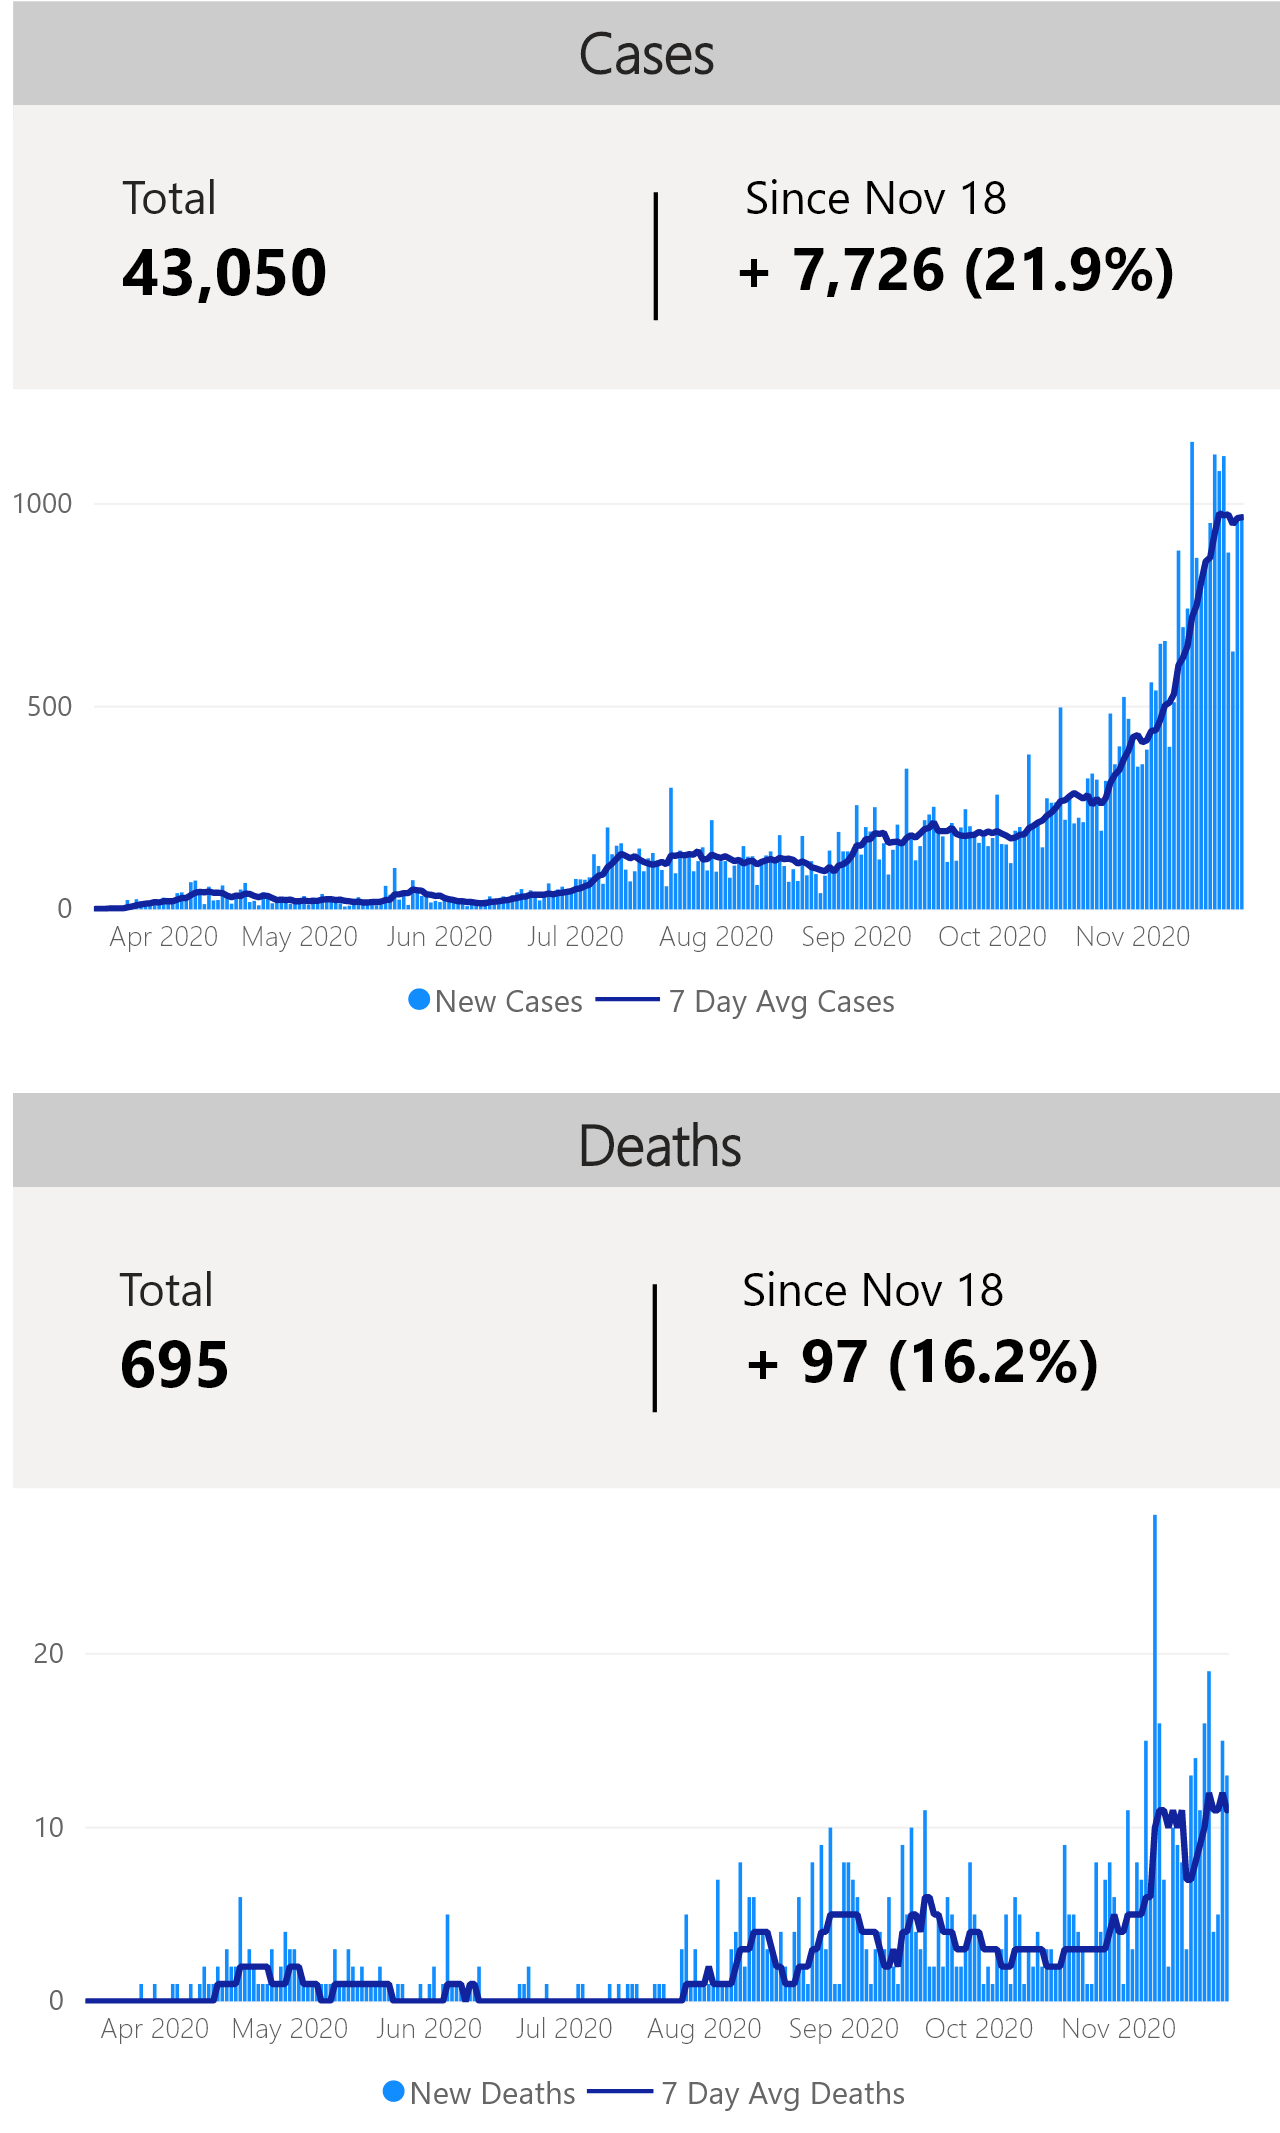 Cases
Total
Since Nov 18
43,050
+ 7,726 (21.9%)
1000
500
0
Apr 2020 May 2020 Jun 2020 Jul 2020 Aug 2020 Sep 2020 Oct 2020 Nov 2020
New Cases 7 Day Avg Cases
Deaths
Total
Since Nov 18
695
+ 97 (16.2%)
20
10
0
Apr 2020 May 2020 Jun 2020 Jul 2020 Aug 2020 Sep 2020 Oct 2020 Nov 2020
New Deaths 7 Day Avg Deaths